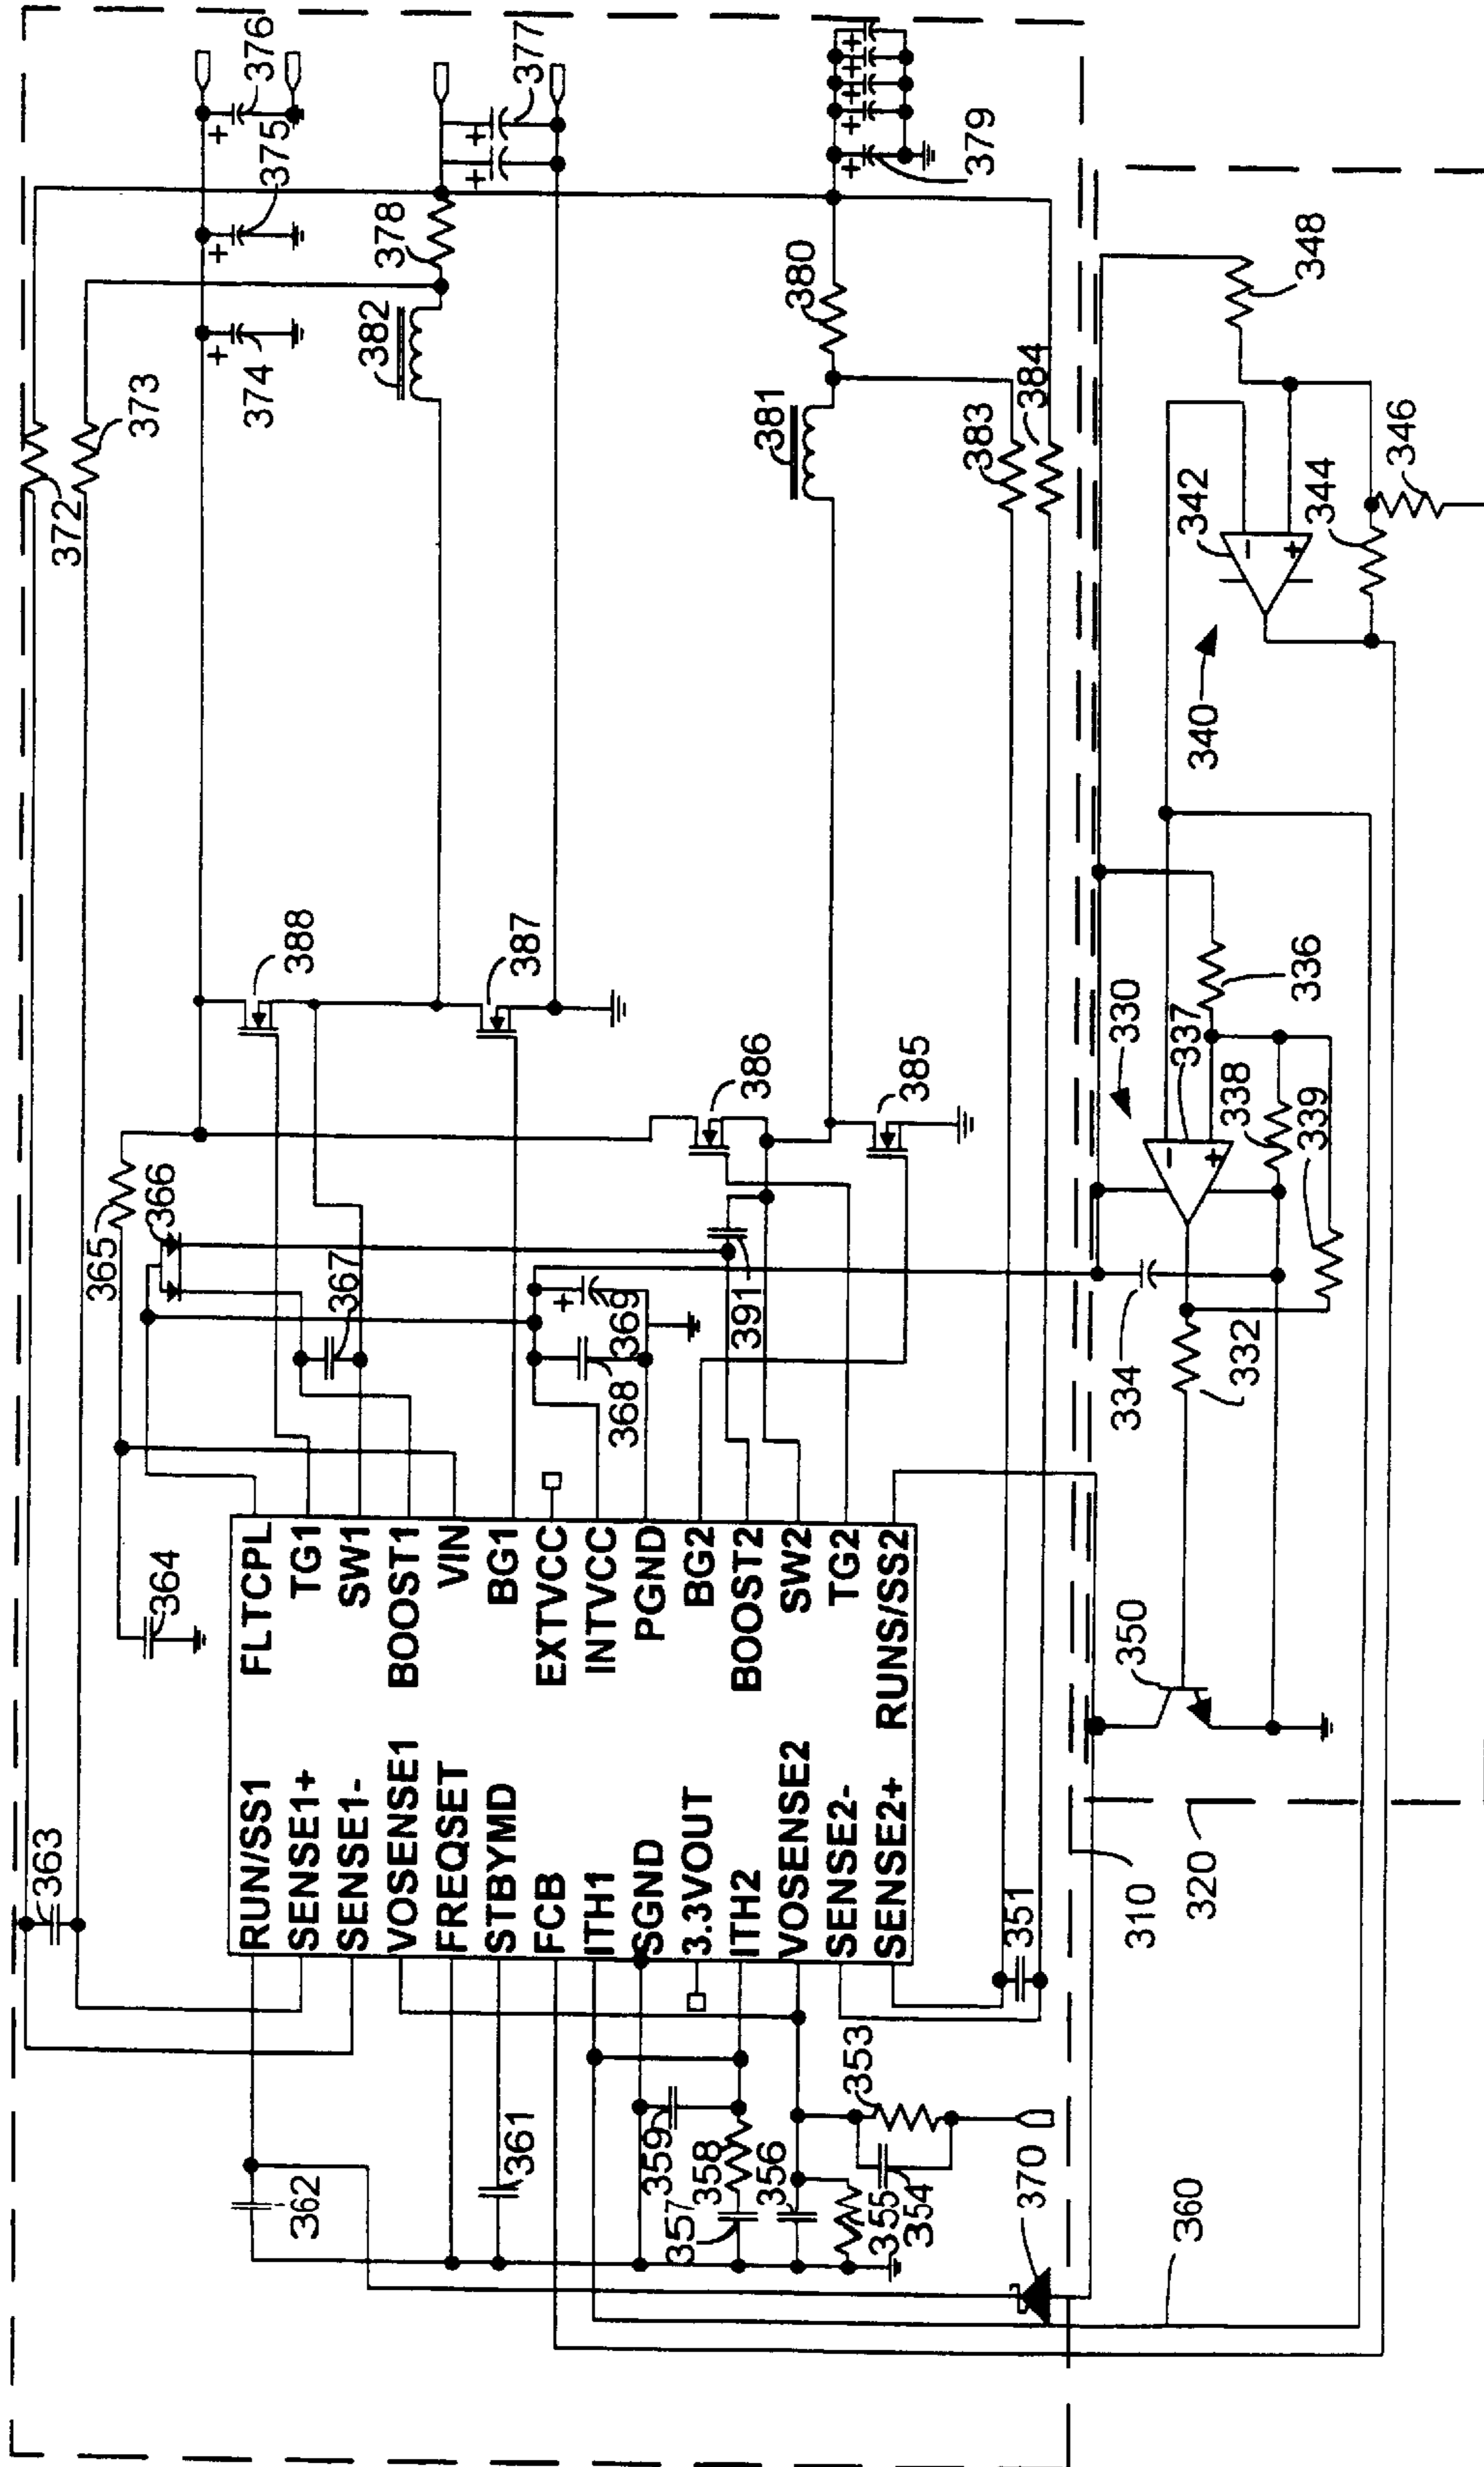 376
375
377
379
378
382
374
373
372
380
381
383
384
348
346
344
342
340
388
387
386
385
365
366
367
368
369
391
330
336
337
338
339
334
332
350
364
363
FLTCPL
TG1
SW1
BOOST1
VIN
BG1
EXTVCC
INTVCC
PGND
BG2
BOOST2
SW2
TG2
RUNS/SS2
RUN/SS1
SENSE1+
SENSE1-
VOSENSE1
FREQSET
STBYMD
FCB
ITH1
SGND
3.3VOUT
ITH2
VOSENSE2
SENSE2-
SENSE2+
351
310
320
353
354
355
356
357
358
359
361
362
370
360